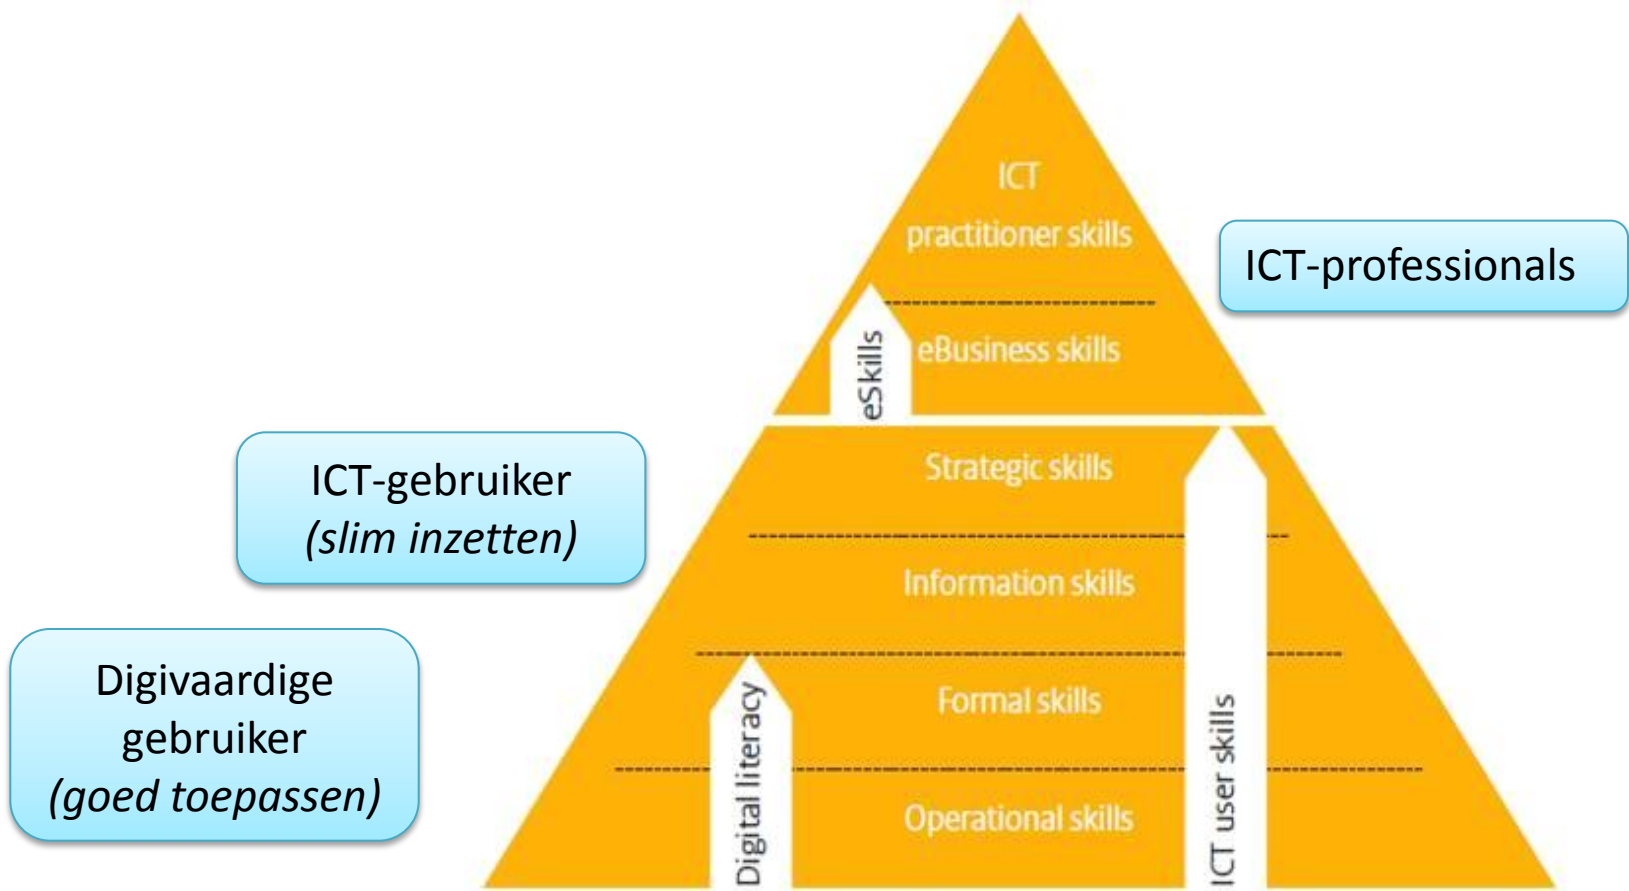 ICT
practitioner skills
ICT-professionals
eSkills
eBusiness skills
ICT-gebruiker
(slim inzetten)
Strategic skills
Information skills
Digivaardige
gebruiker
(goed toepassen)
Digital literacy
Formal skills
ICT user skills
Operational skills